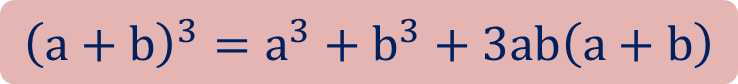 (a + b)³ = a³ + b³ + 3ab(a + b)